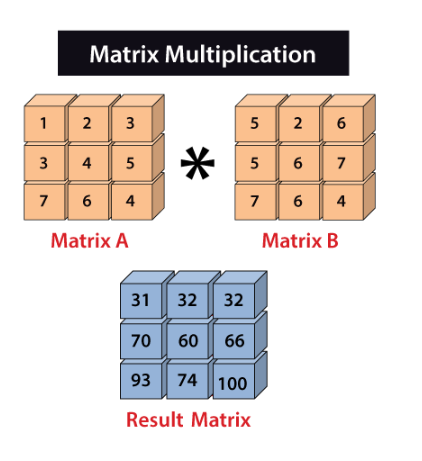 Matrix Multiplication
1 2 3 5 2 6
3 4 5 * 5 6 7
7 6 4 7 6 4
Matrix A Matrix B
31 32 32
70 60 66
93 74 100
Result Matrix